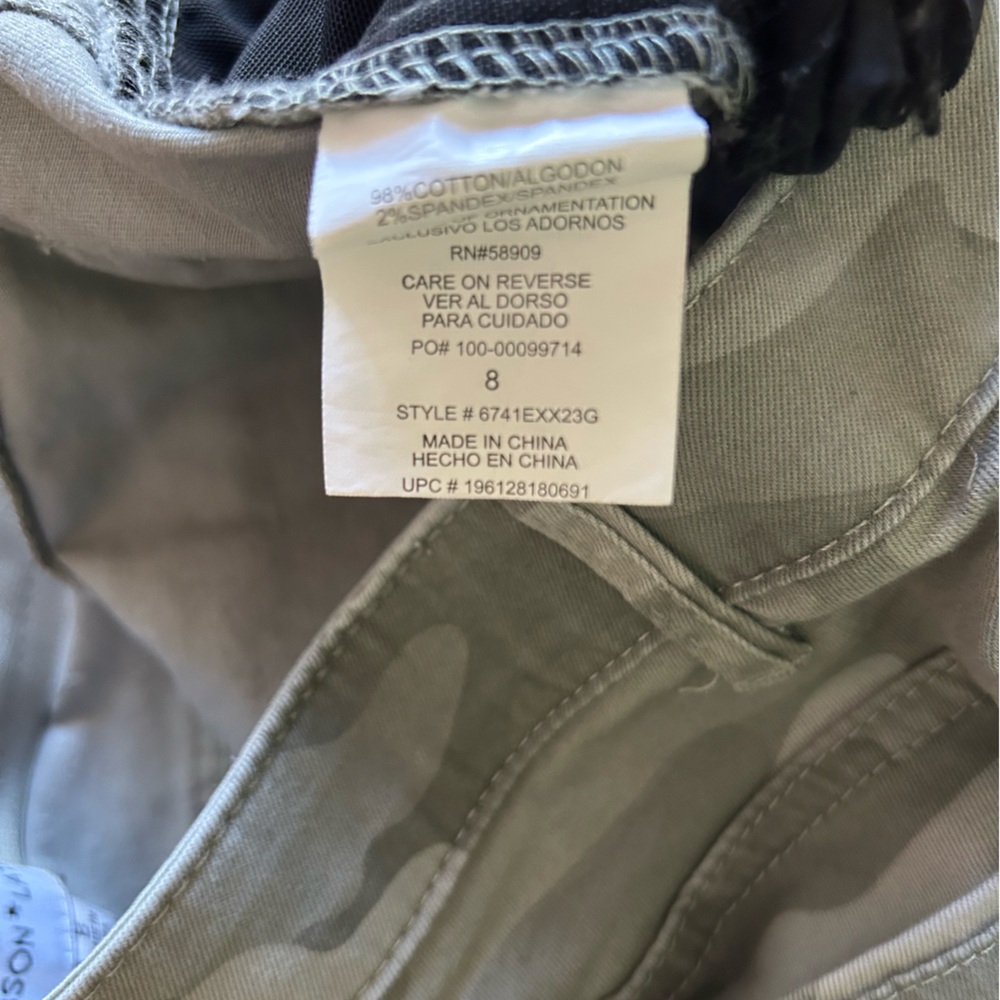 98%COTTON/ALGODON
2%SPANDEX/SPANDEX
OF ORNAMENTATION
EXCLUSIVO LOS ADORNOS
RN#58909
CARE ON REVERSE
VER AL DORSO
PARA CUIDADO
PO# 100-00099714
8
STYLE # 6741EXX23G
MADE IN CHINA
HECHO EN CHINA
UPC # 196128180691